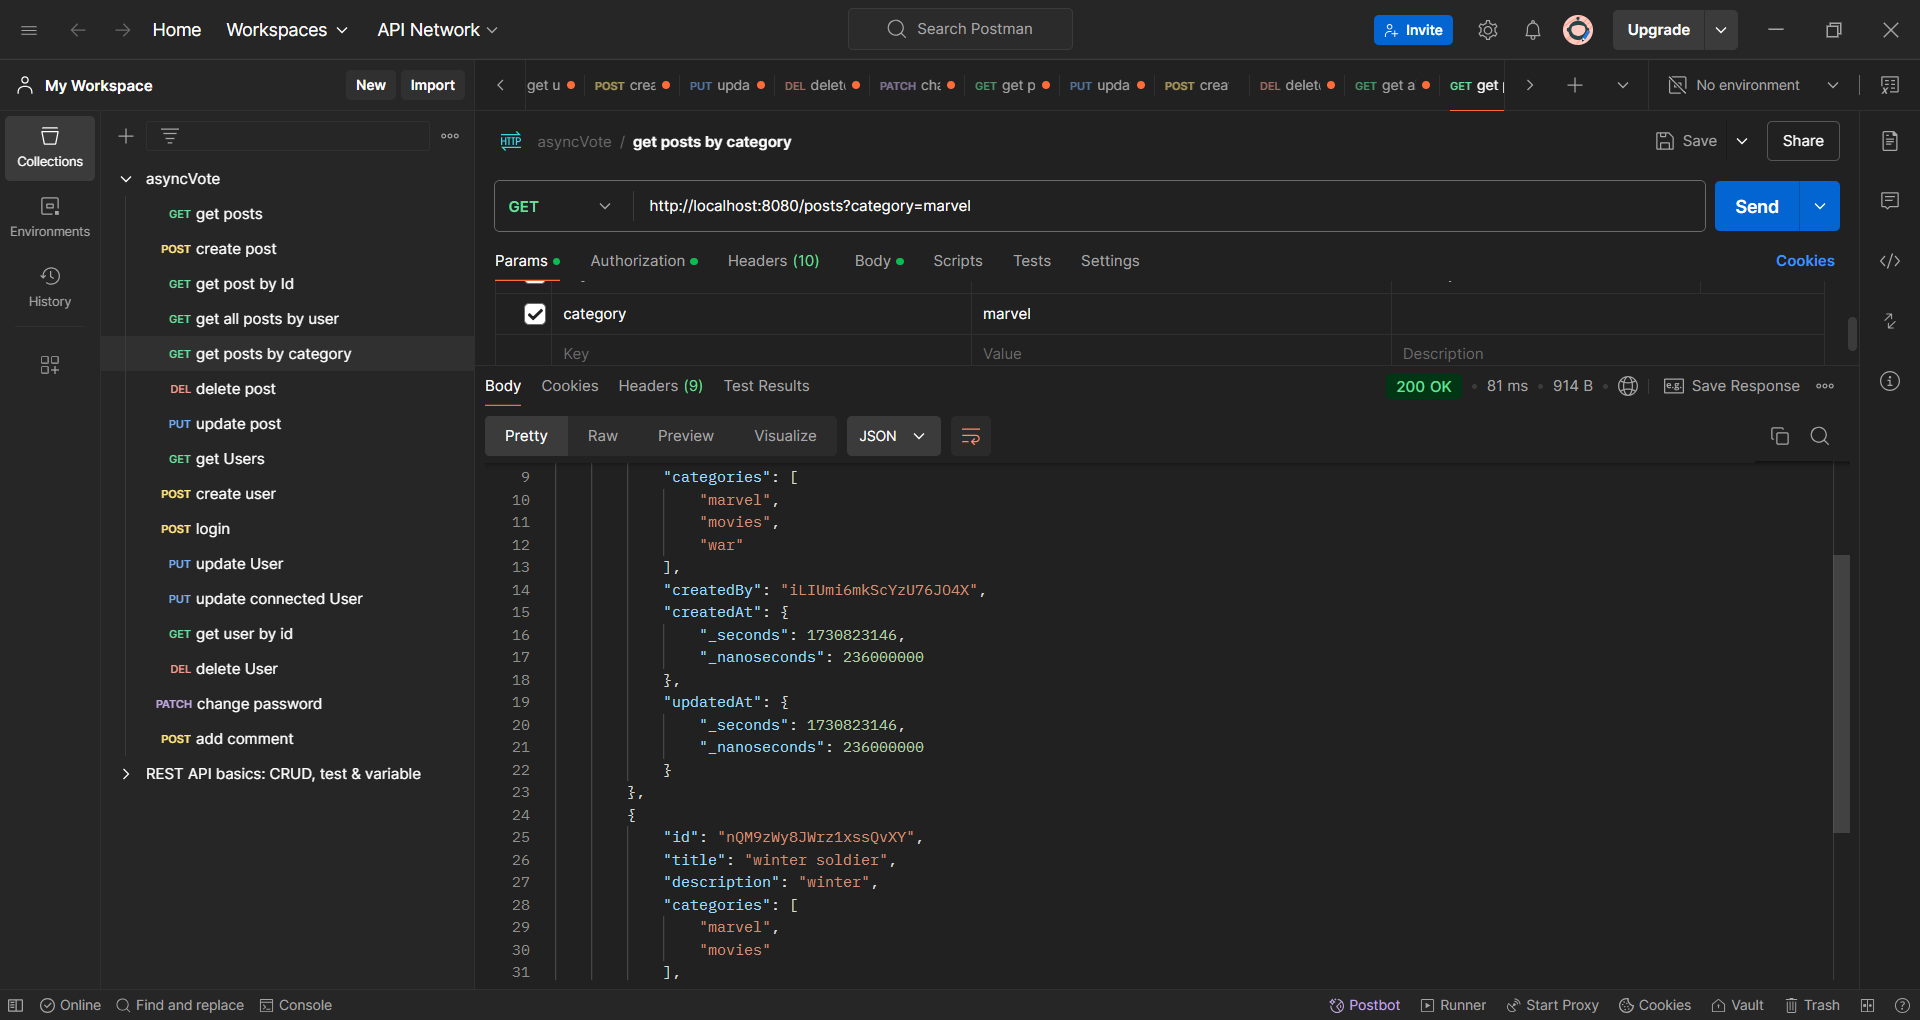 Home Workspaces API Network Search Postman Invite Upgrade
My Workspace New Import get u POST crea PUT upda DEL delet PATCH cha GET get p PUT upda POST crea DEL delet GET get a GET get p No environment
asyncVote / get posts by category Save Share
GET http://localhost:8080/posts?category=marvel Send
Params Authorization Headers (10) Body Scripts Tests Settings Cookies
category marvel
Key Value Description
Body Cookies Headers (9) Test Results 200 OK 81 ms 914 B e.g. Save Response
Pretty Raw Preview Visualize JSON
9 "categories": [
10 "marvel",
11 "movies",
12 "war"
13 ],
14 "createdBy": "iLIUmi6mkScYzU76JO4X",
15 "createdAt": {
16 "_seconds": 1730823146,
17 "_nanoseconds": 236000000
18 },
19 "updatedAt": {
20 "_seconds": 1730823146,
21 "_nanoseconds": 236000000
22 }
23 },
24 {
25 "id": "nQM9zWy8JWrz1xssQvXY",
26 "title": "winter soldier",
27 "description": "winter",
28 "categories": [
29 "marvel",
30 "movies"
31 ],
Collections
Environments
History
asyncVote
GET get posts
POST create post
GET get post by Id
GET get all posts by user
GET get posts by category
DEL delete post
PUT update post
GET get Users
POST create user
POST login
PUT update User
PUT update connected User
GET get user by id
DEL delete User
PATCH change password
POST add comment
REST API basics: CRUD, test & variable
Online Find and replace Console Postbot Runner Start Proxy Cookies Vault Trash